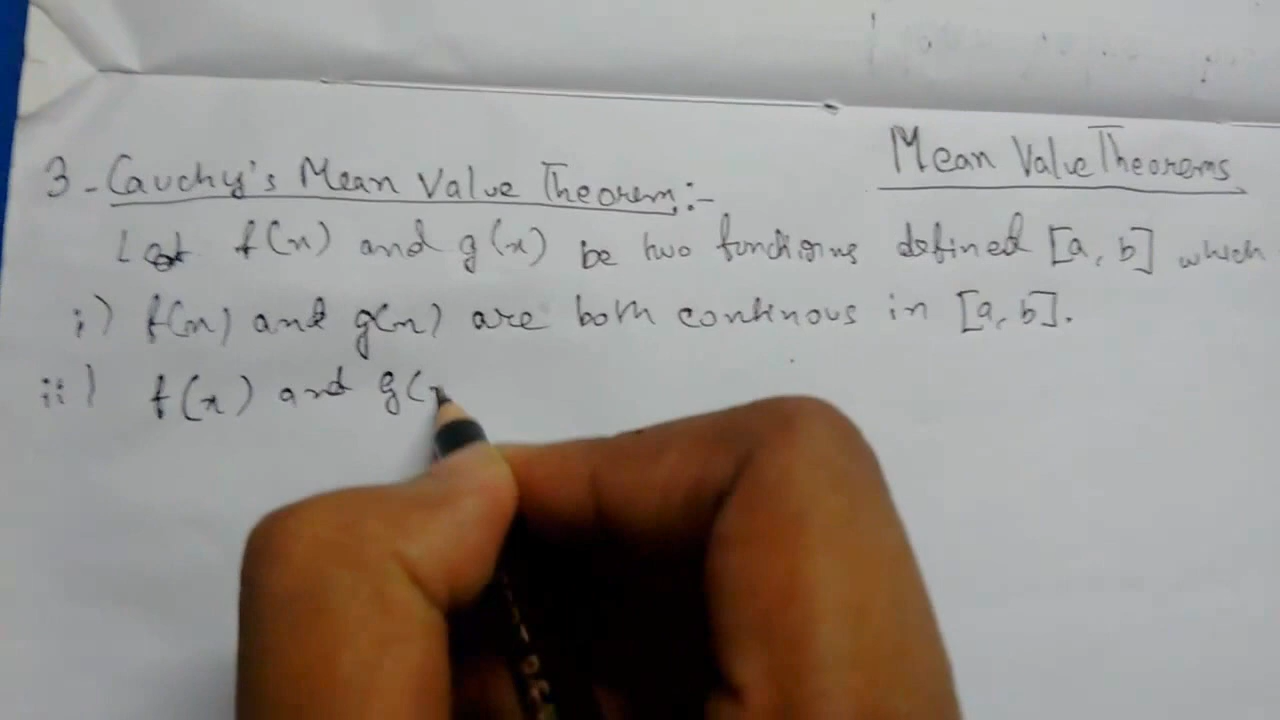 Mean Value Theorems
3- Cauchy's Mean Value Theorem:-
Let f(x) and g(x) be two functions defined [a, b] which
i) f(x) and g(x) are both continous in [a, b].
ii) f(x) and g(x